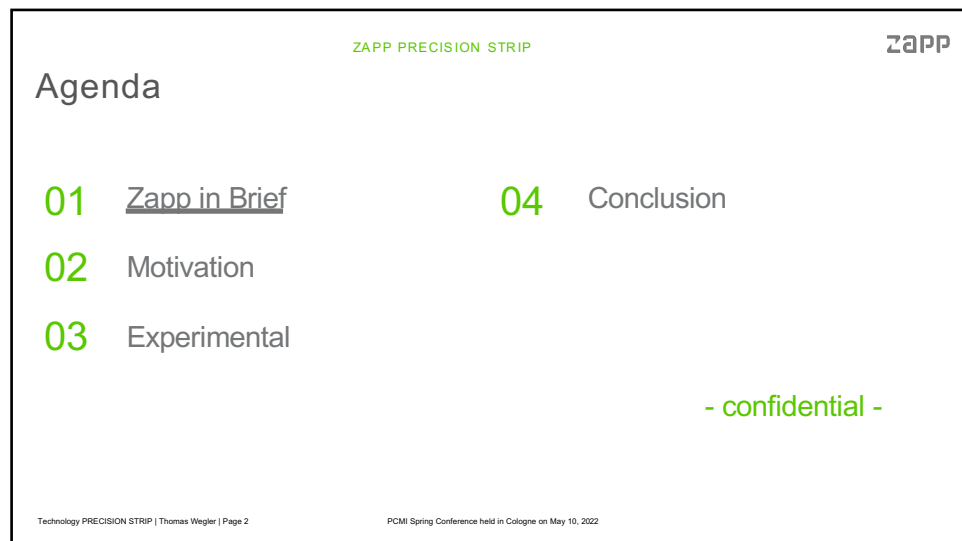 ZAPP PRECISION STRIP
zapp
Agenda
01 Zapp in Brief
02 Motivation
03 Experimental
04 Conclusion
- confidential -
Technology PRECISION STRIP | Thomas Wegler | Page 2
PCMI Spring Conference held in Cologne on May 10, 2022